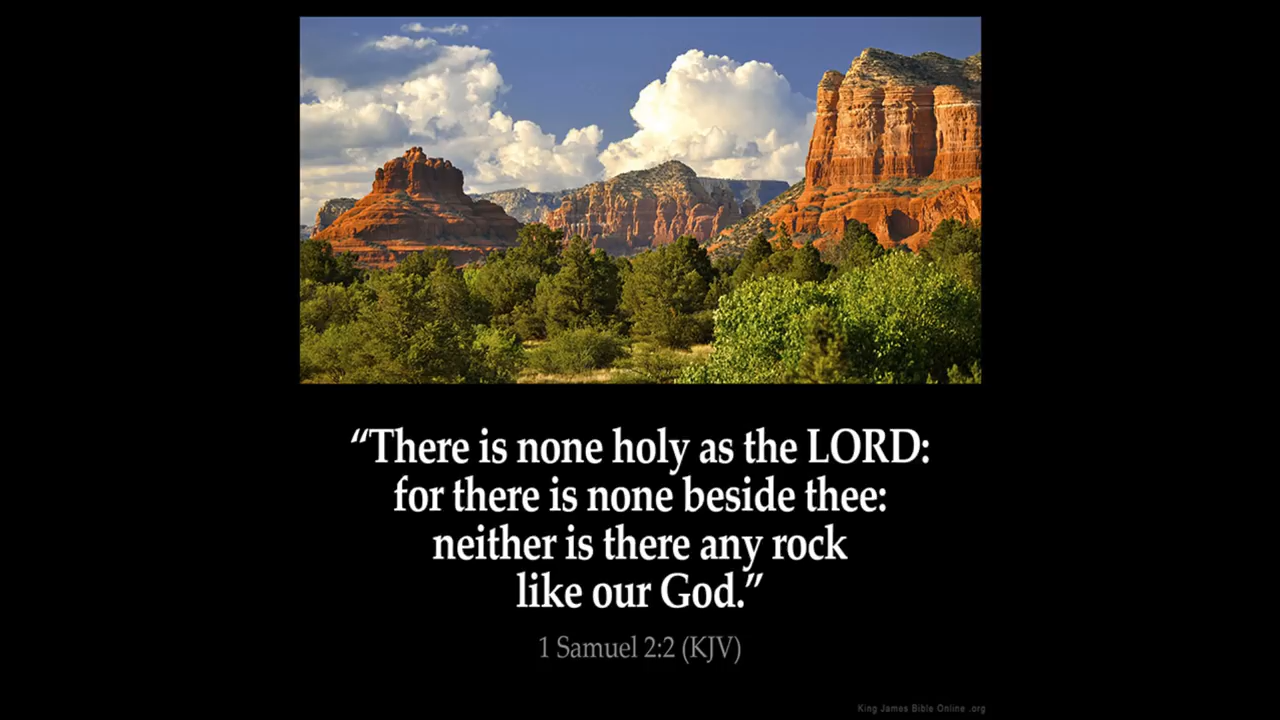 “There is none holy as the LORD:
for there is none beside thee:
neither is there any rock
like our God.”
1 Samuel 2:2 (KJV)
King James Bible Online .org